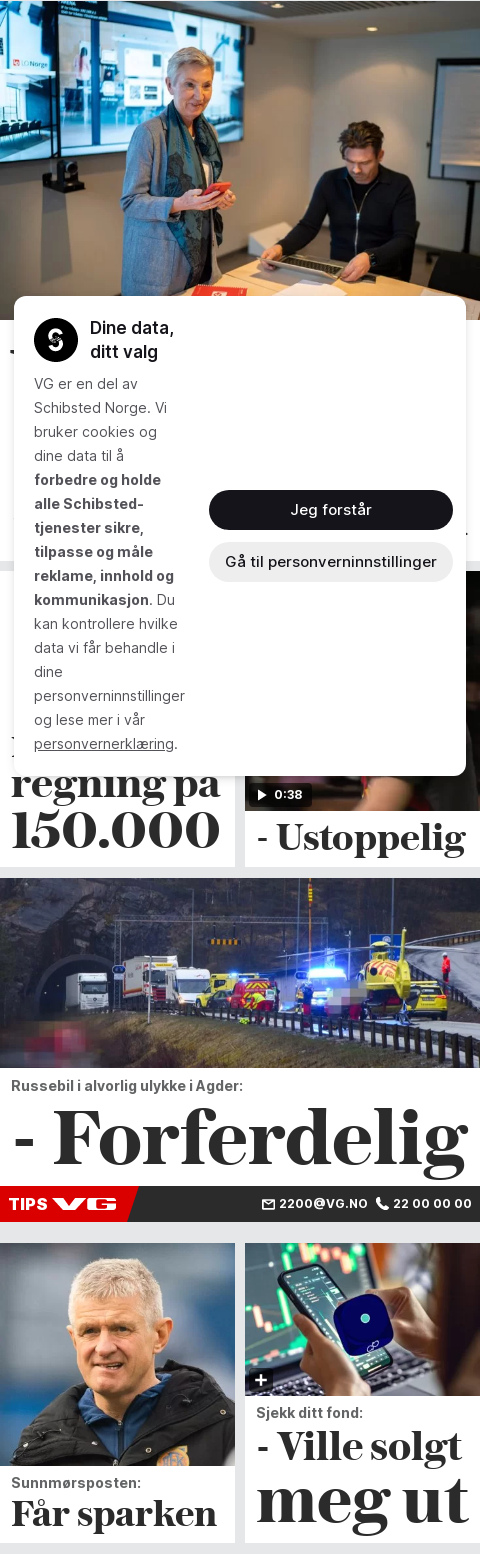 Dine data,
ditt valg
VG er en del av
Schibsted Norge. Vi
bruker cookies og
dine data til å
forbedre og holde
alle Schibsted-
tjenester sikre,
tilpasse og måle
reklame, innhold og
kommunikasjon. Du
kan kontrollere hvilke
data vi får behandle i
dine
personverninnstillinger
og lese mer i vår
personvernerklæring.
Jeg forstår
Gå til personverninnstillinger
regning på
150.000
0:38
- Ustoppelig
Russebil i alvorlig ulykke i Agder:
- Forferdelig
TIPS VG 2200@VG.NO 22 00 00 00
Sunnmørsposten:
Får sparken
Sjekk ditt fond:
- Ville solgt
meg ut